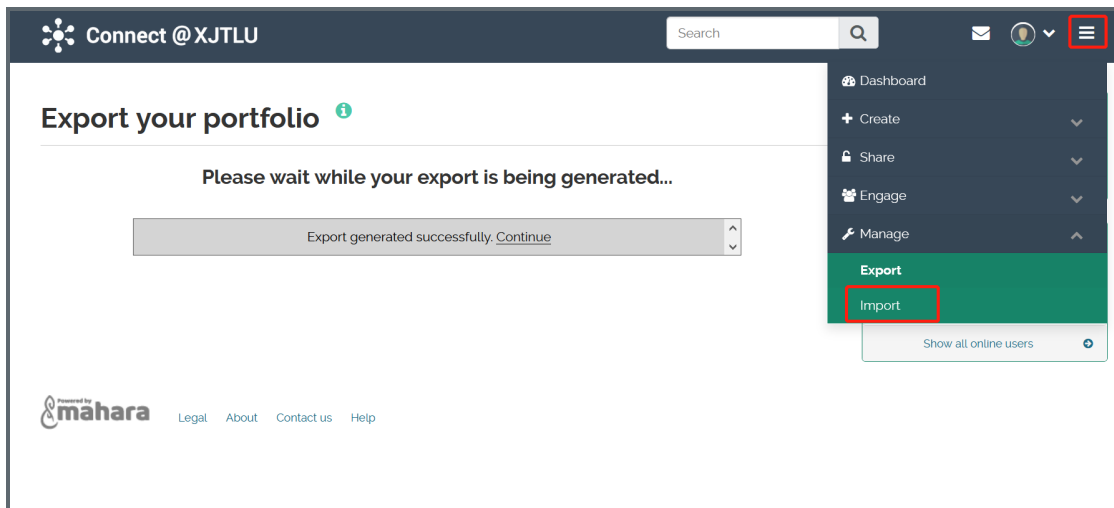 Connect @ XJTLU
Search
Dashboard
Create
Share
Engage
Manage
Export
Import
Show all online users
Export your portfolio
Please wait while your export is being generated...
Export generated successfully. Continue
Powered by
mahara
Legal About Contact us Help